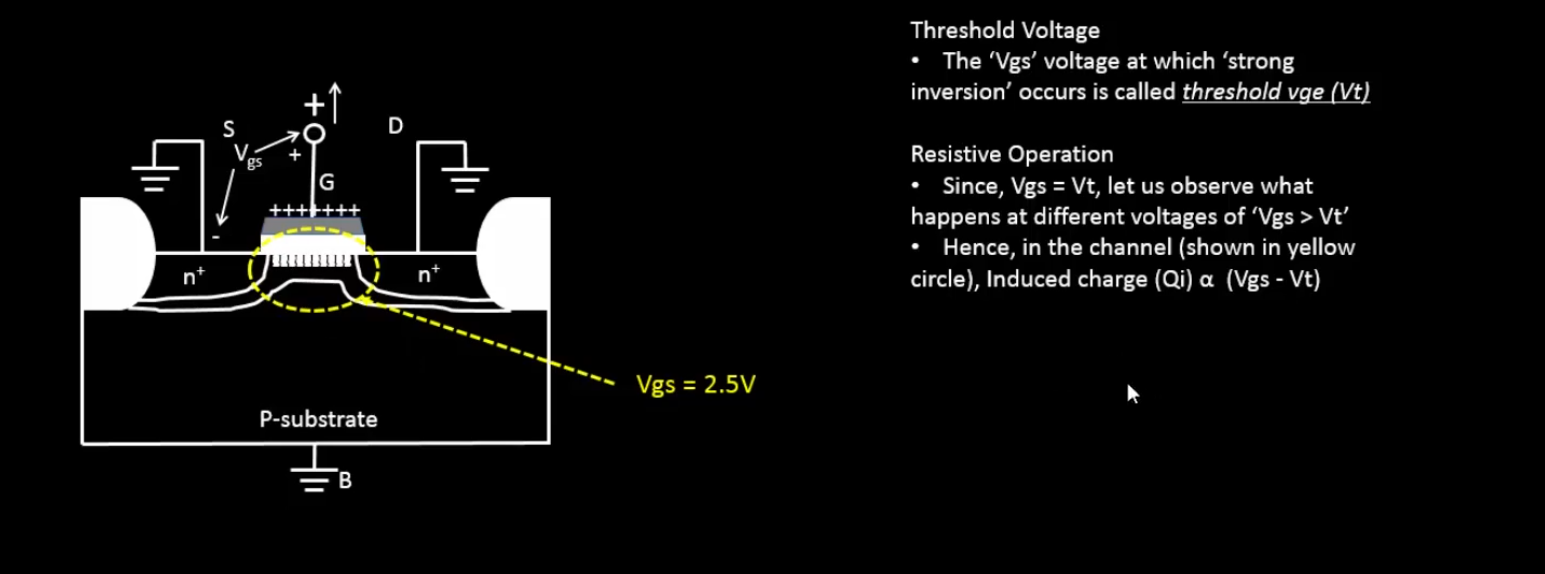 Threshold Voltage
• The ‘Vgs’ voltage at which ‘strong
inversion’ occurs is called threshold vge (Vt)
Resistive Operation
• Since, Vgs = Vt, let us observe what
happens at different voltages of ‘Vgs > Vt’
• Hence, in the channel (shown in yellow
circle), Induced charge (Qi) α (Vgs - Vt)
+
S
D
Vgs
+
G
+++++++
-
n+
n+
Vgs = 2.5V
P-substrate
B